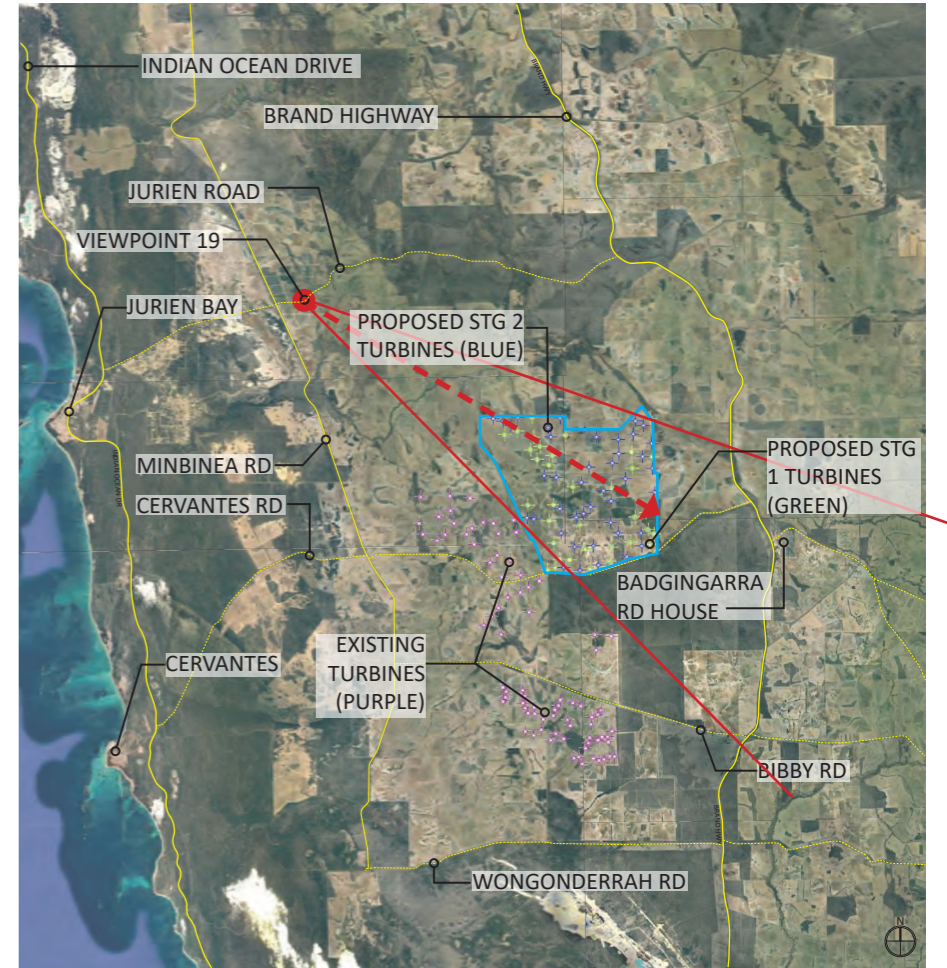 INDIAN OCEAN DRIVE
BRAND HIGHWAY
JURIEN ROAD
VIEWPOINT 19
JURIEN BAY
PROPOSED STG 2
TURBINES (BLUE)
MINBINEA RD
PROPOSED STG
1 TURBINES
(GREEN)
CERVANTES RD
BADGINGARRA
RD HOUSE
EXISTING
TURBINES
(PURPLE)
CERVANTES
BIBBY RD
WONGONDERRAH RD
N